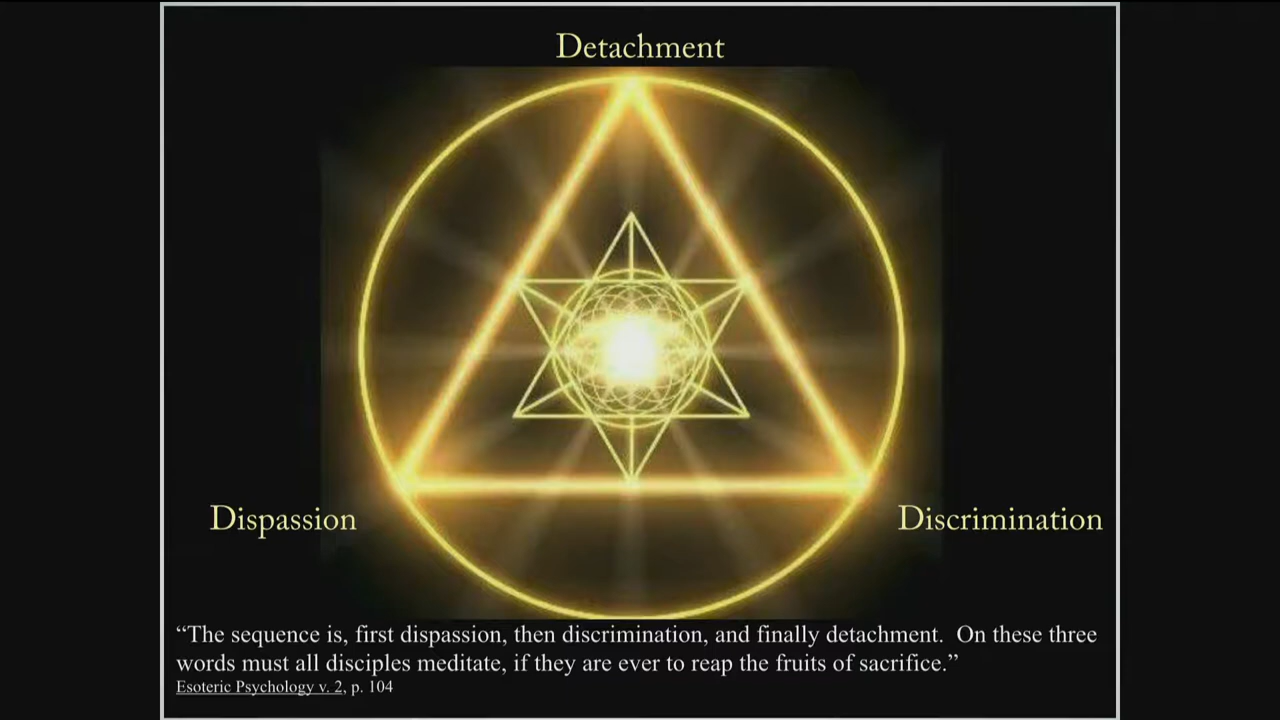 Detachment
Dispassion
Discrimination
“The sequence is, first dispassion, then discrimination, and finally detachment.  On these three
words must all disciples meditate, if they are ever to reap the fruits of sacrifice.”
Esoteric Psychology v. 2, p. 104